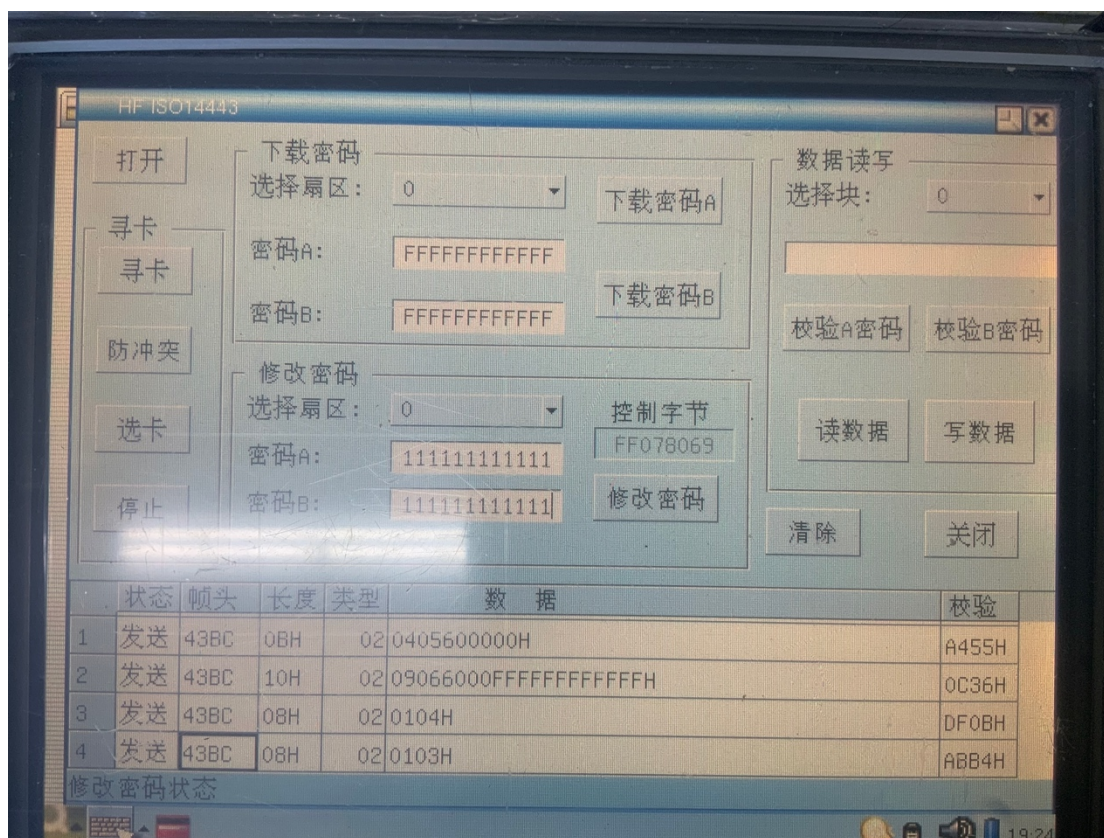 HF ISO14443
打开
寻卡
寻卡
防冲突
选卡
停止
下载密码
选择扇区: 0
下载密码A
密码A: FFFFFFFFFFFF
下载密码B
密码B: FFFFFFFFFFFF
修改密码
选择扇区: 0
控制字节
FF078069
密码A: 111111111111
密码B: 111111111111
修改密码
数据读写
选择块: 0
校验A密码 校验B密码
读数据 写数据
清除 关闭
状态 帧头 长度 类型 数 据 校验
1 发送 43BC 0BH 02 0405600000H A455H
2 发送 43BC 10H 02 09066000FFFFFFFFFFFFH 0C36H
3 发送 43BC 08H 02 0104H DF0BH
4 发送 43BC 08H 02 0103H ABB4H
修改密码状态
19:24